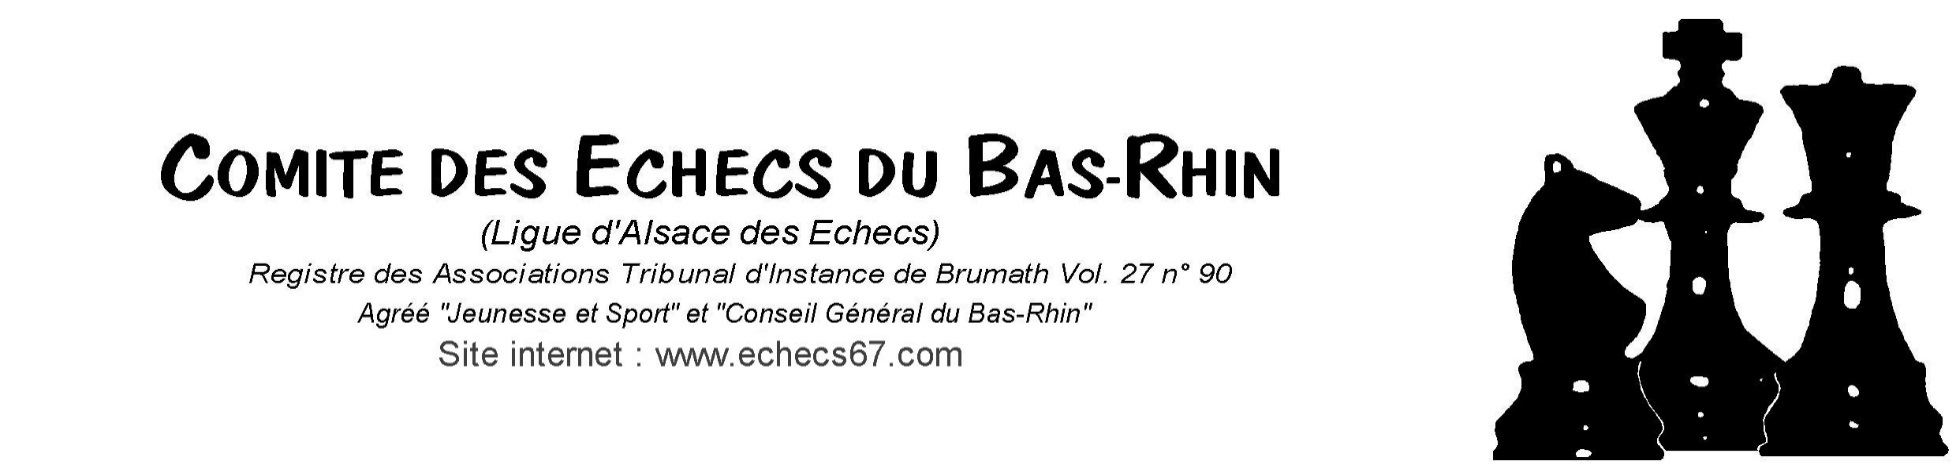 COMITE DES ECHECS DU BAS-RHIN
(Ligue d'Alsace des Echecs)
Registre des Associations Tribunal d'Instance de Brumath Vol. 27 n° 90
Agréé "Jeunesse et Sport" et "Conseil Général du Bas-Rhin"
Site internet : www.echecs67.com